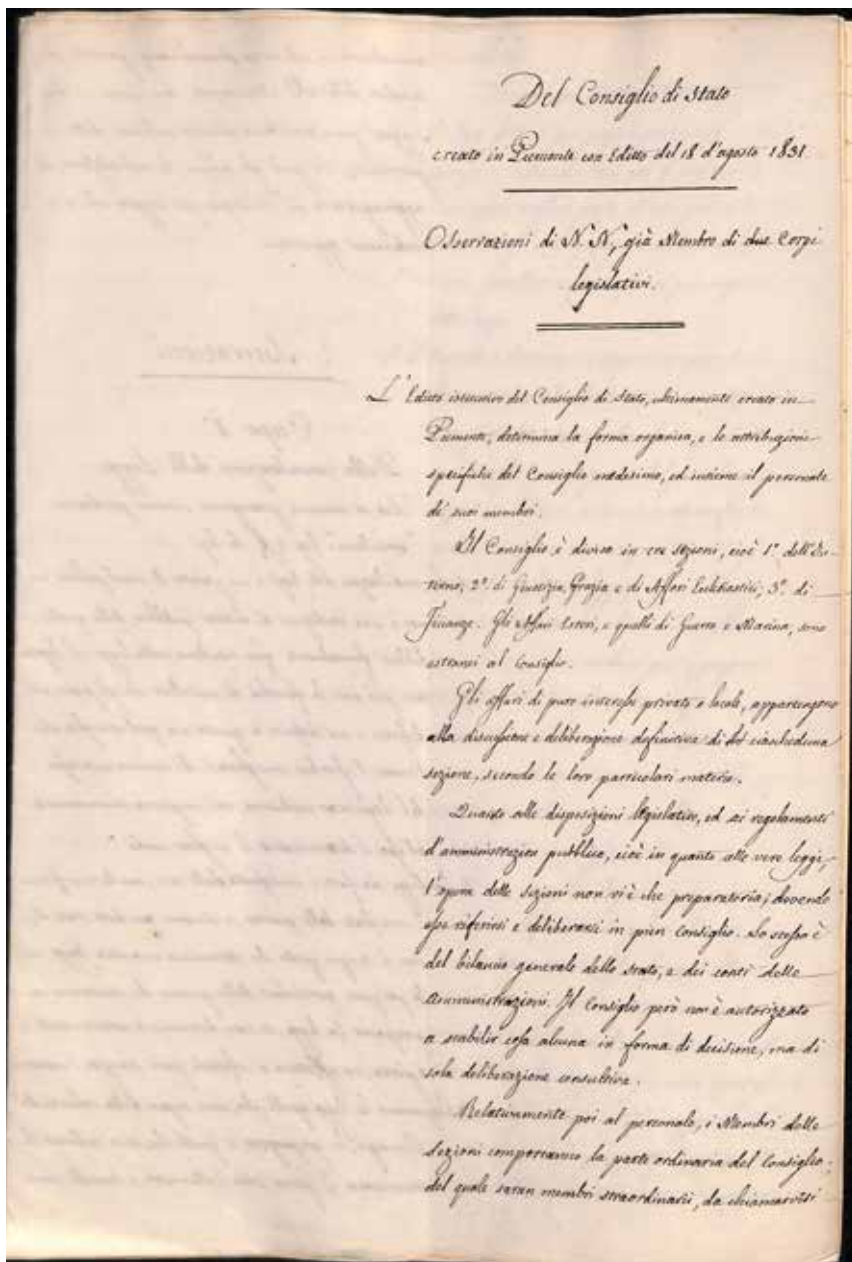 Del Consiglio di Stato
creato in Piemonte con Editto del 18 d'agosto 1831
Osservazioni di N. N., già Membro di due Corpi
legislativi.
L'Editto istitutivo del Consiglio di Stato, ultimamente creato in
Piemonte, determina la forma organica, e le attribuzioni
specifiche del Consiglio medesimo, ed insieme il personale
de' suoi membri.
Il Consiglio è diviso in tre sezioni, cioè 1.a dell'In-
terno, 2.a di Giustizia, Grazia e di Affari Ecclesiastici, 3.a di
Finanze. Gli Affari Esteri, e quelli di Guerra e Marina, sono
estranei al Consiglio.
Gli affari di puro interesse privato o locale, appartengono
alla discussione e deliberazione definitiva di ciascheduna
sezione, secondo le loro particolari materie.
Quanto alle disposizioni legislative, ed ai regolamenti
d'amministrazion pubblica, cioè in quanto alle vere leggi,
l'opera delle sezioni non vi è che preparatoria; dovendo
esse riferirsi e deliberarsi in pien Consiglio. Lo stesso è
del bilancio generale dello stato, e dei conti delle
Amministrazioni. Il Consiglio però non è autorizzato
a stabilir cosa alcuna in forma di decisione, ma di
sola deliberazione consultiva.
Relativamente poi al personale, i Membri delle
sezioni comporranno la parte ordinaria del Consiglio;
del quale saran membri straordinarii, da chiamarvisi